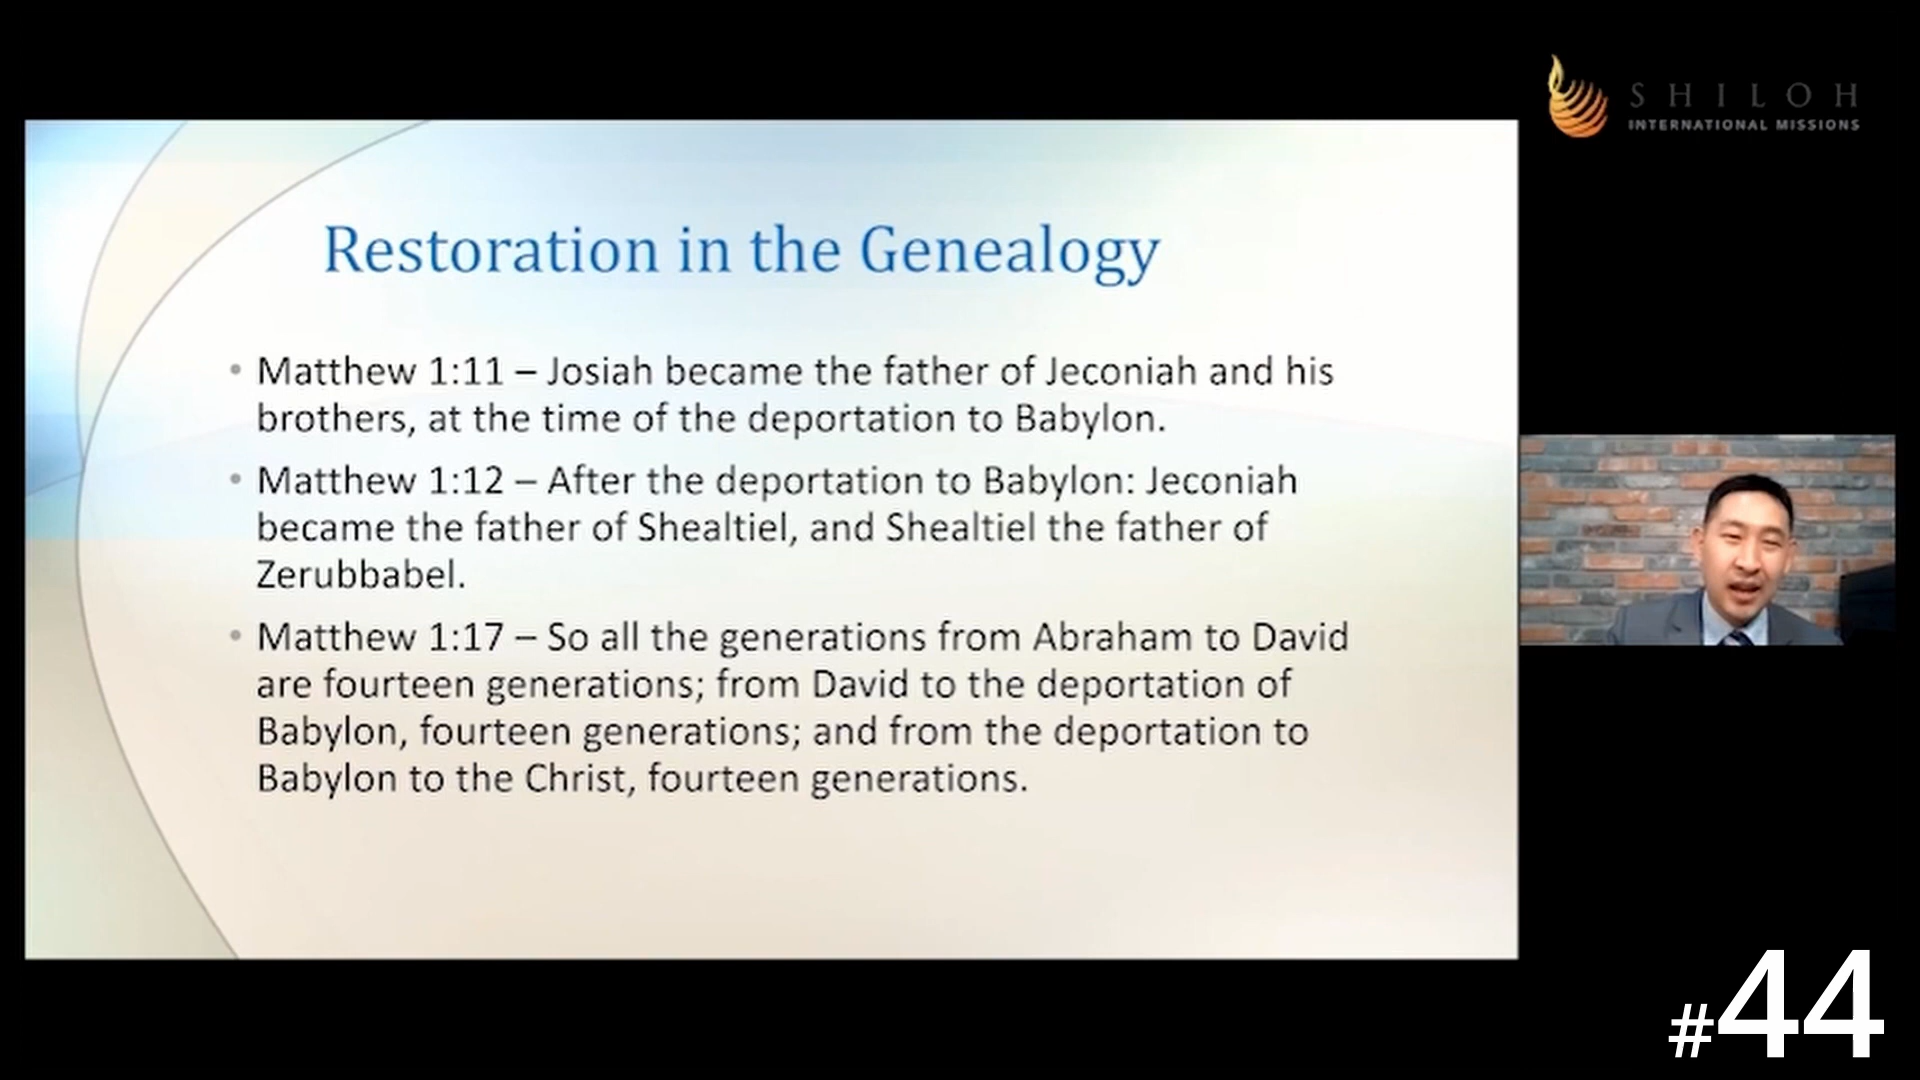 SHILOH
INTERNATIONAL MISSIONS
Restoration in the Genealogy
• Matthew 1:11 – Josiah became the father of Jeconiah and his
brothers, at the time of the deportation to Babylon.
• Matthew 1:12 – After the deportation to Babylon: Jeconiah
became the father of Shealtiel, and Shealtiel the father of
Zerubbabel.
• Matthew 1:17 – So all the generations from Abraham to David
are fourteen generations; from David to the deportation of
Babylon, fourteen generations; and from the deportation to
Babylon to the Christ, fourteen generations.
#44